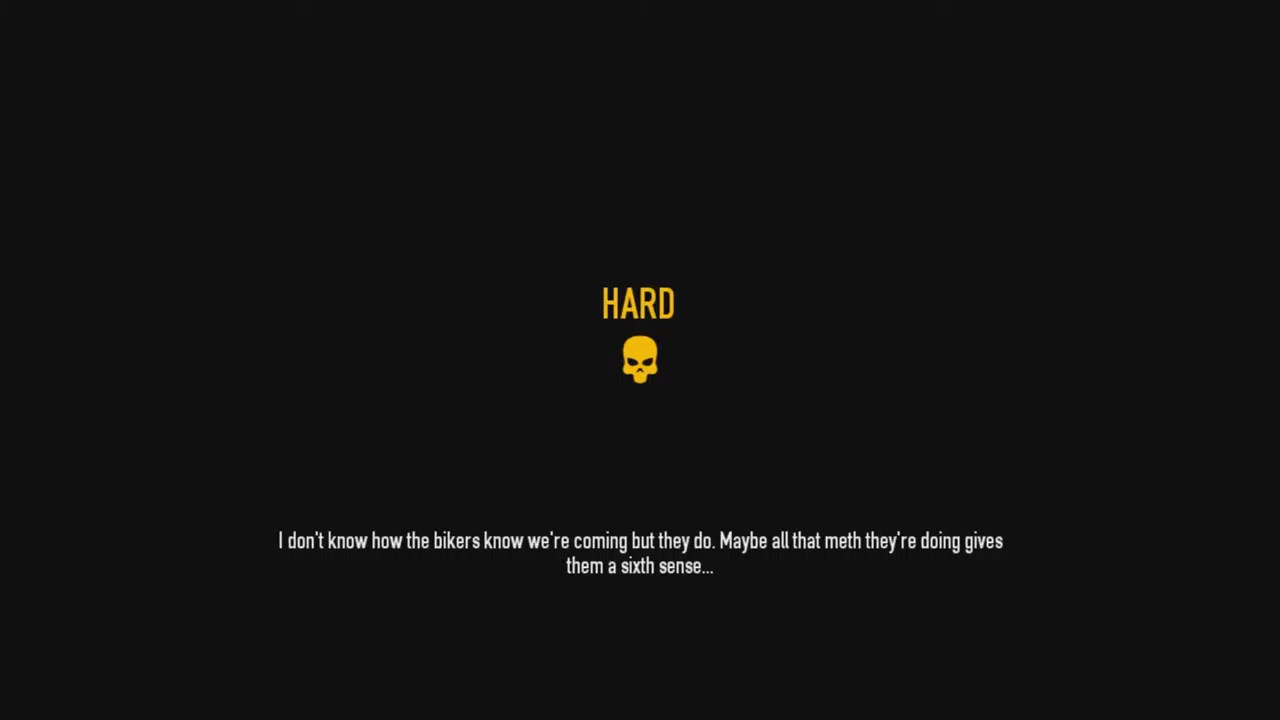 HARD
I don't know how the bikers know we're coming but they do. Maybe all that meth they're doing gives
them a sixth sense...